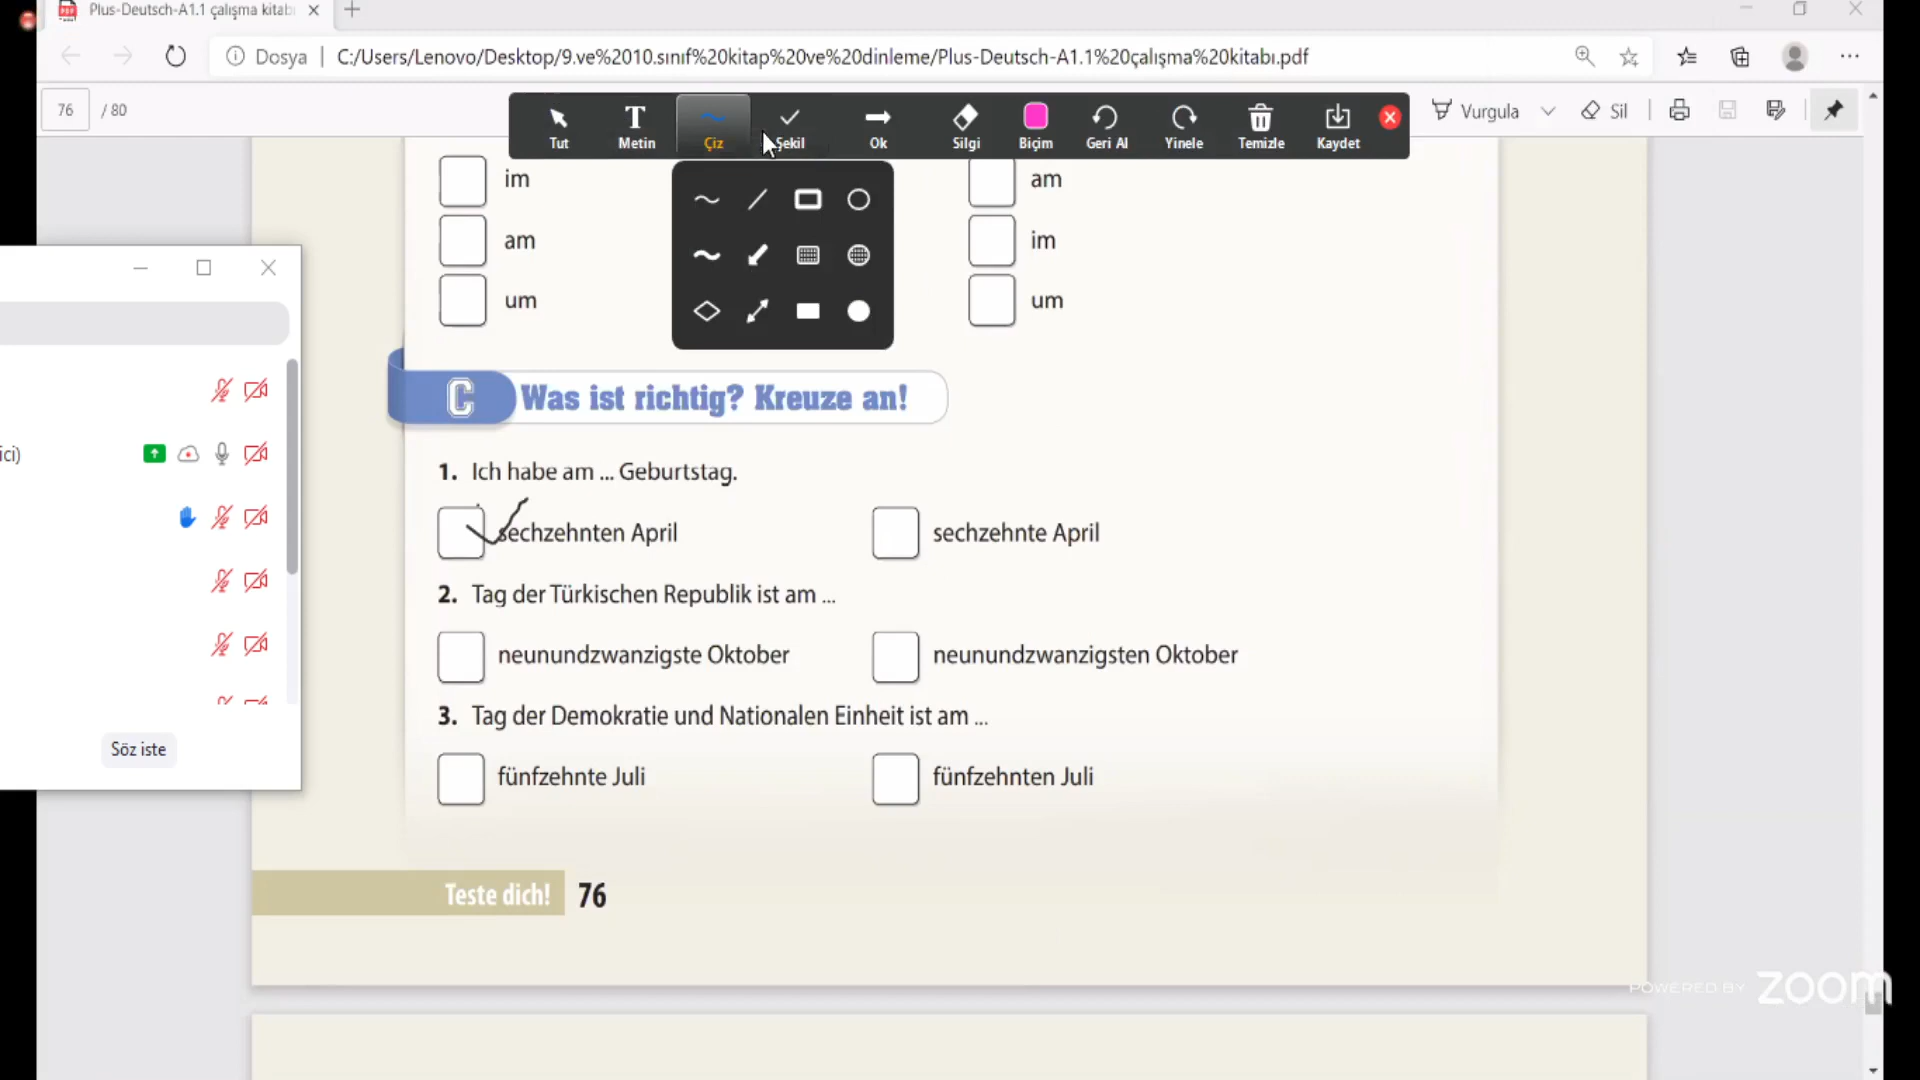 Plus-Deutsch-A1.1 çalışma kitabı
Dosya
C:/Users/Lenovo/Desktop/9.ve%2010.sınıf%20kitap%20ve%20dinleme/Plus-Deutsch-A1.1%20çalışma%20kitabı.pdf
76 / 80
Tut Metin Çiz Şekil Ok Silgi Biçim Geri Al Yinele Temizle Kaydet
Vurgula Sil
im am
am im
um um
C Was ist richtig? Kreuze an!
1. Ich habe am ... Geburtstag.
sechzehnten April sechzehnte April
2. Tag der Türkischen Republik ist am ...
neunundzwanzigste Oktober neunundzwanzigsten Oktober
3. Tag der Demokratie und Nationalen Einheit ist am ...
fünfzehnte Juli fünfzehnten Juli
Teste dich! 76
ici)
Söz iste
POWERED BY zoom